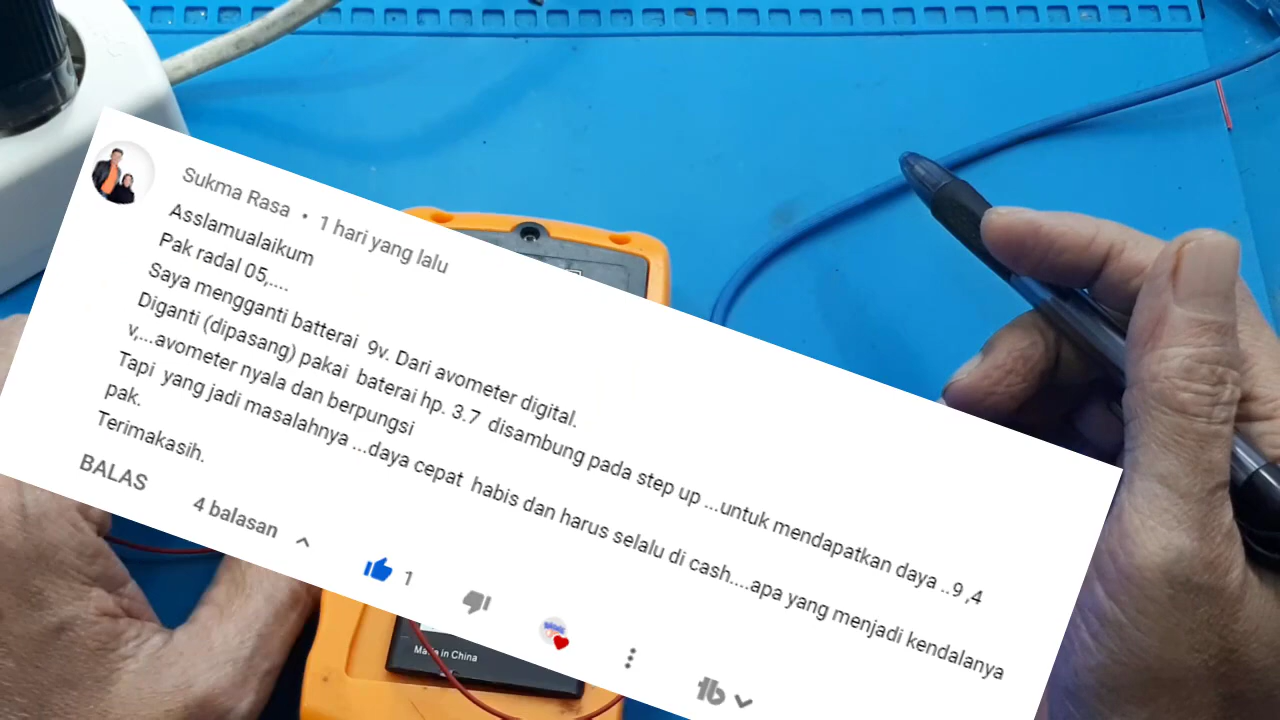 Sukma Rasa • 1 hari yang lalu
Asslamualaikum
Pak radal 05,....
Saya mengganti batterai 9v. Dari avometer digital.
Diganti (dipasang) pakai baterai hp. 3.7 disambung pada step up ...untuk mendapatkan daya ..9 ,4
v,...avometer nyala dan berpungsi
Tapi yang jadi masalahnya ...daya cepat habis dan harus selalu di cash....apa yang menjadi kendalanya
pak.
Terimakasih.
BALAS
4 balasan
1
Made in China